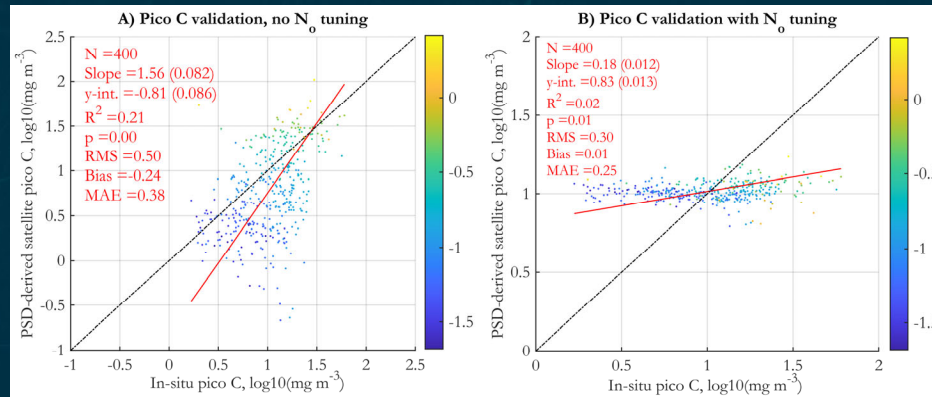 A) Pico C validation, no No tuning
PSD-derived satellite pico C, log10(mg m-3)
2.5
2
1.5
1
0.5
0
-0.5
-1
N =400
Slope =1.56 (0.082)
y-int. =-0.81 (0.086)
R2 =0.21
p =0.00
RMS =0.50
Bias =-0.24
MAE =0.38
-1
-0.5
0
0.5
1
1.5
2
2.5
In-situ pico C, log10(mg m-3)
0
-0.5
-1
-1.5
B) Pico C validation with No tuning
PSD-derived satellite pico C, log10(mg m-3)
2
1.5
1
0.5
0
N =400
Slope =0.18 (0.012)
y-int. =0.83 (0.013)
R2 =0.02
p =0.01
RMS =0.30
Bias =0.01
MAE =0.25
0
0.5
1
1.5
2
In-situ pico C, log10(mg m-3)
0
-0.
-1
-1.